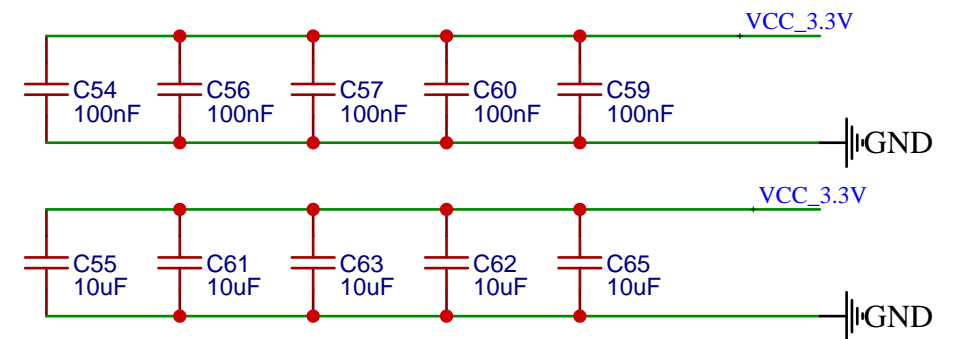 VCC_3.3V
C54
100nF
C56
100nF
C57
100nF
C60
100nF
C59
100nF
GND
VCC_3.3V
C55
10uF
C61
10uF
C63
10uF
C62
10uF
C65
10uF
GND